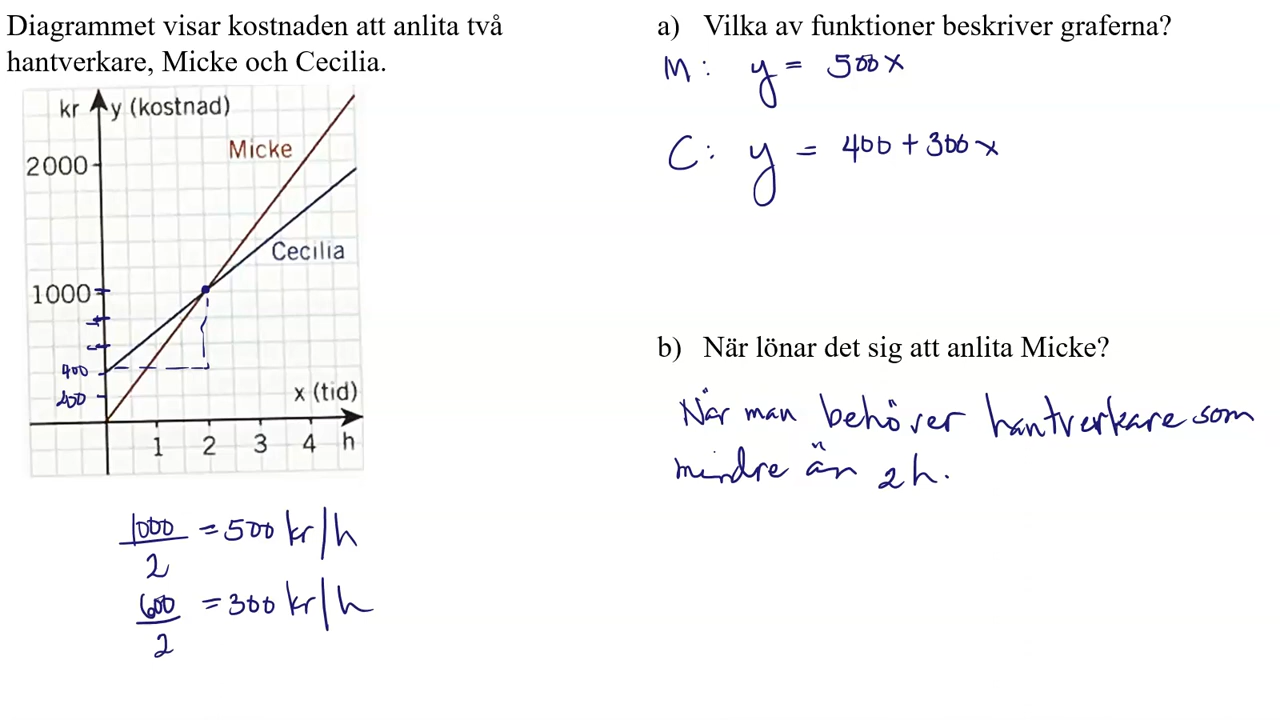 Diagrammet visar kostnaden att anlita två
hantverkare, Micke och Cecilia.
kr y (kostnad)
Micke
2000
Cecilia
1000
400
200
x (tid)
1 2 3 4 h
1000/2 = 500 kr/h
600/2 = 300 kr/h
a) Vilka av funktioner beskriver graferna?
M: y = 500x
C: y = 400 + 300x
b) När lönar det sig att anlita Micke?
När man behöver hantverkare som
mindre än 2h.